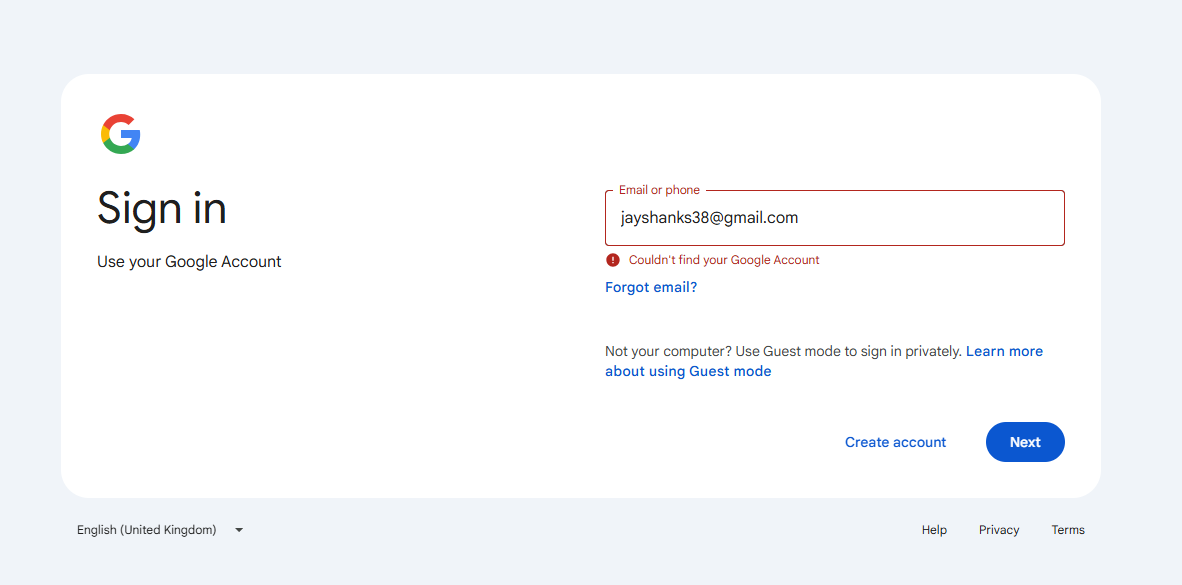 Sign in
Use your Google Account
Email or phone
jayshanks38@gmail.com
Couldn't find your Google Account
Forgot email?
Not your computer? Use Guest mode to sign in privately. Learn more
about using Guest mode
Create account
Next
English (United Kingdom)
Help
Privacy
Terms